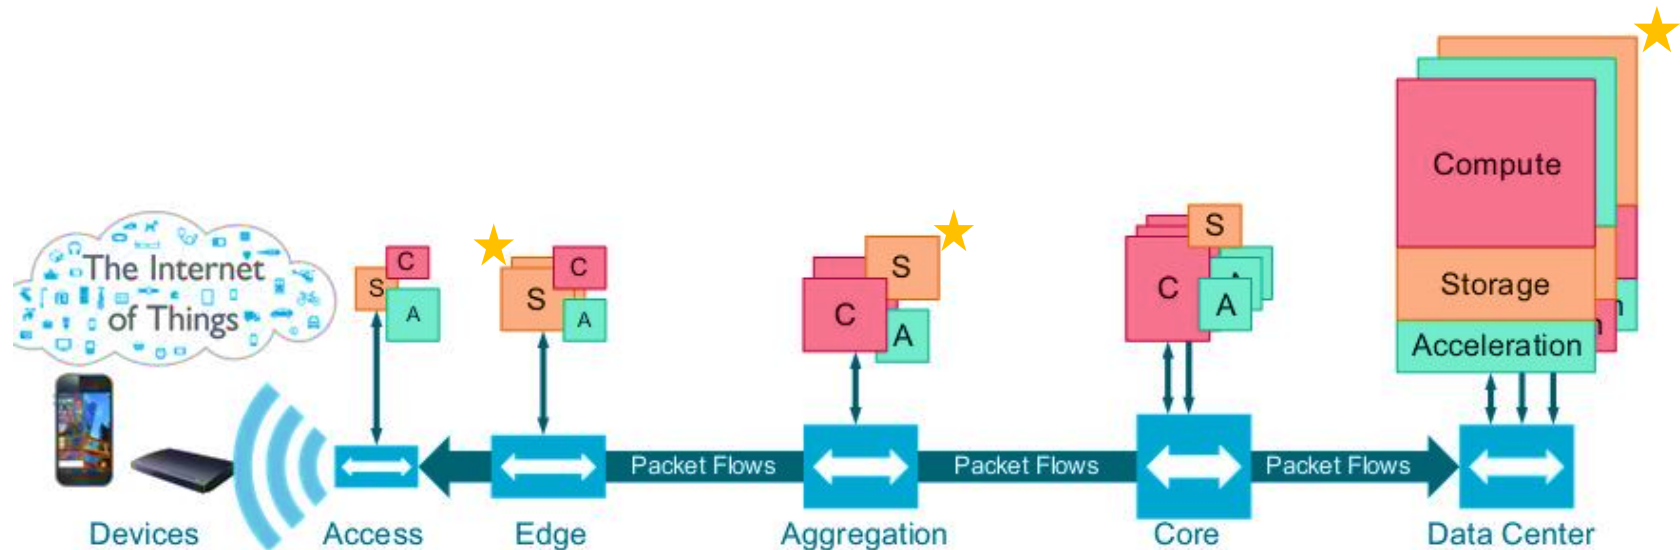 The Internet
of Things
C
S
A
C
S
A
S
C
A
S
C
A
A
Compute
Storage
Acceleration
n
n
Packet Flows
Packet Flows
Packet Flows
Devices
Access
Edge
Aggregation
Core
Data Center